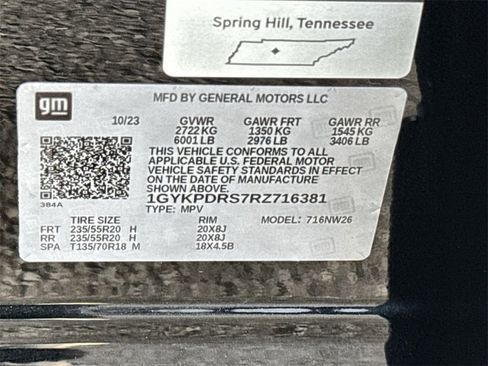 Spring Hill, Tennessee
gm
MFD BY GENERAL MOTORS LLC
10/23 GVWR GAWR FRT GAWR RR
2722 KG 1350 KG 1545 KG
6001 LB 2976 LB 3406 LB
THIS VEHICLE CONFORMS TO ALL
APPLICABLE U.S. FEDERAL MOTOR
VEHICLE SAFETY STANDARDS IN EFFECT
ON THE DATE OF MANUFACTURE
SHOWN ABOVE.
384A
1GYKPDRS7RZ716381
TYPE: MPV
TIRE SIZE RIM MODEL: 716NW26
FRT 235/55R20 H 20X8J
RR 235/55R20 H 20X8J
SPA T135/70R18 M 18X4.5B